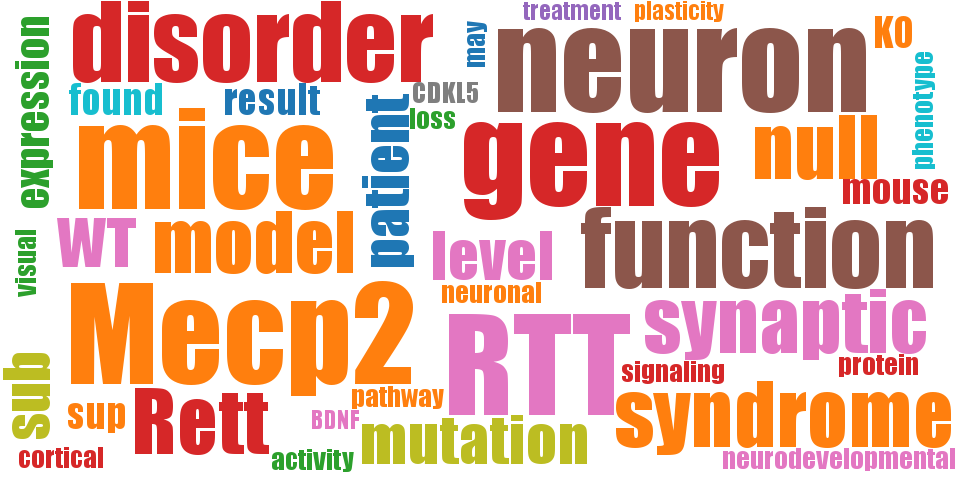 treatment
plasticity
disorder
may
neuron
KO
expression
found
result
CDKL5
phenotype
loss
mice
patient
gene
null
mouse
WT
model
function
visual
level
neuronal
Mecp2
RTT
synaptic
sub
signaling
protein
pathway
sup
Rett
BDNF
mutation
syndrome
cortical
activity
neurodevelopmental